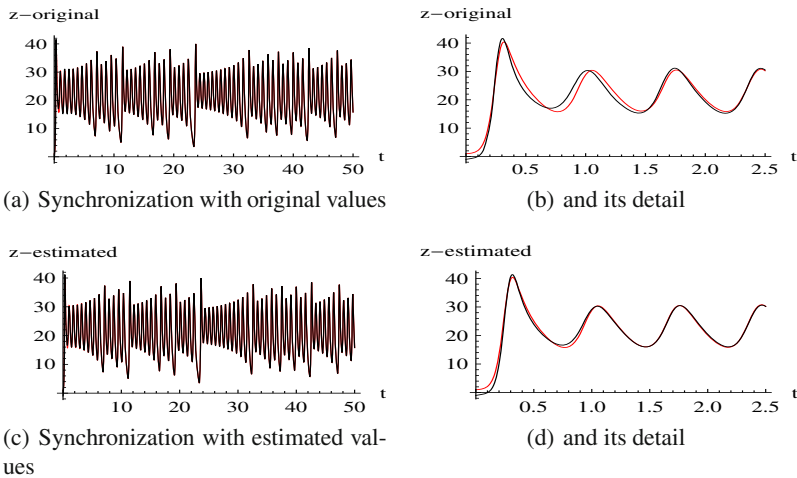 z−original
40
30
20
10
10 20 30 40 50 t
(a) Synchronization with original values
z−original
40
30
20
10
0.5 1.0 1.5 2.0 2.5 t
(b) and its detail
z−estimated
40
30
20
10
10 20 30 40 50 t
(c) Synchronization with estimated val-
ues
z−estimated
40
30
20
10
0.5 1.0 1.5 2.0 2.5 t
(d) and its detail